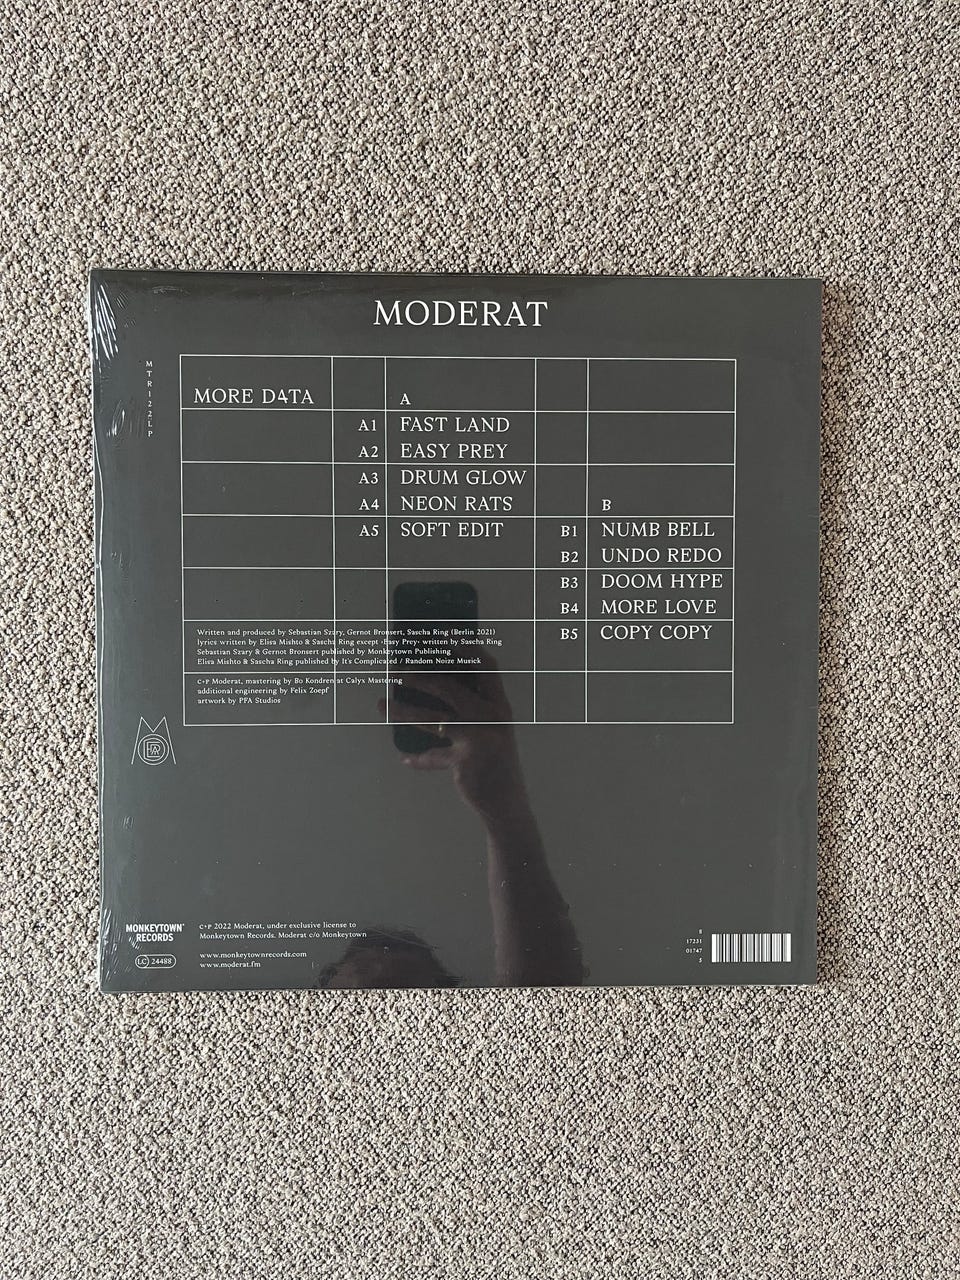 MODERAT
MTR122LP
MORE D4TA
A
A1 FAST LAND
A2 EASY PREY
A3 DRUM GLOW
A4 NEON RATS
A5 SOFT EDIT
B
B1 NUMB BELL
B2 UNDO REDO
B3 DOOM HYPE
B4 MORE LOVE
B5 COPY COPY
Written and produced by Sebastian Szary, Gernot Bronsert, Sascha Ring (Berlin 2021)
lyrics written by Elisa Mishto & Sascha Ring except ›Easy Prey‹ written by Sascha Ring
Sebastian Szary & Gernot Bronsert published by Monkeytown Publishing
Elisa Mishto & Sascha Ring published by It's Complicated / Random Noize Musick
C+P Moderat, mastering by Bo Kondren at Calyx Mastering
additional engineering by Felix Zoepf
artwork by PFA Studios
MONKEYTOWN
RECORDS
LC 24488
C+P 2022 Moderat, under exclusive license to
Monkeytown Records. Moderat c/o Monkeytown
www.monkeytownrecords.com
www.moderat.fm
8
17231
01747
5